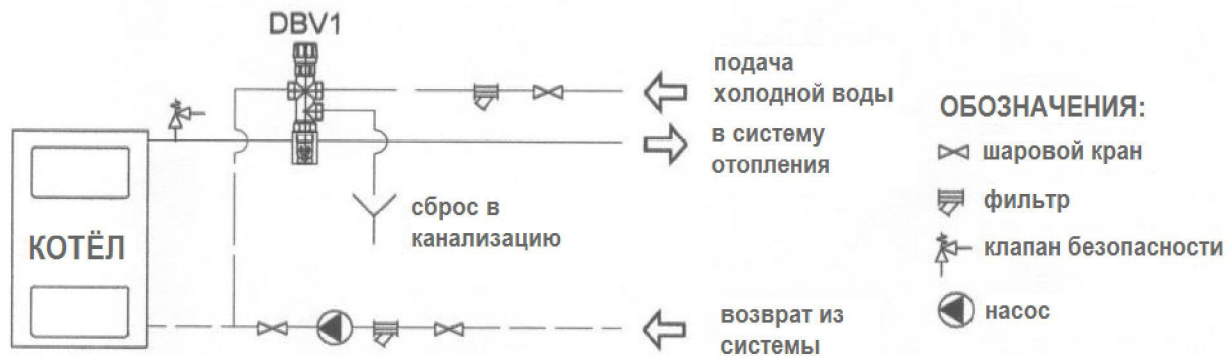 DBV1
подача
холодной воды
в систему
отопления
сброс в
канализацию
КОТЁЛ
возврат из
системы
ОБОЗНАЧЕНИЯ:
шаровой кран
фильтр
клапан безопасности
насос